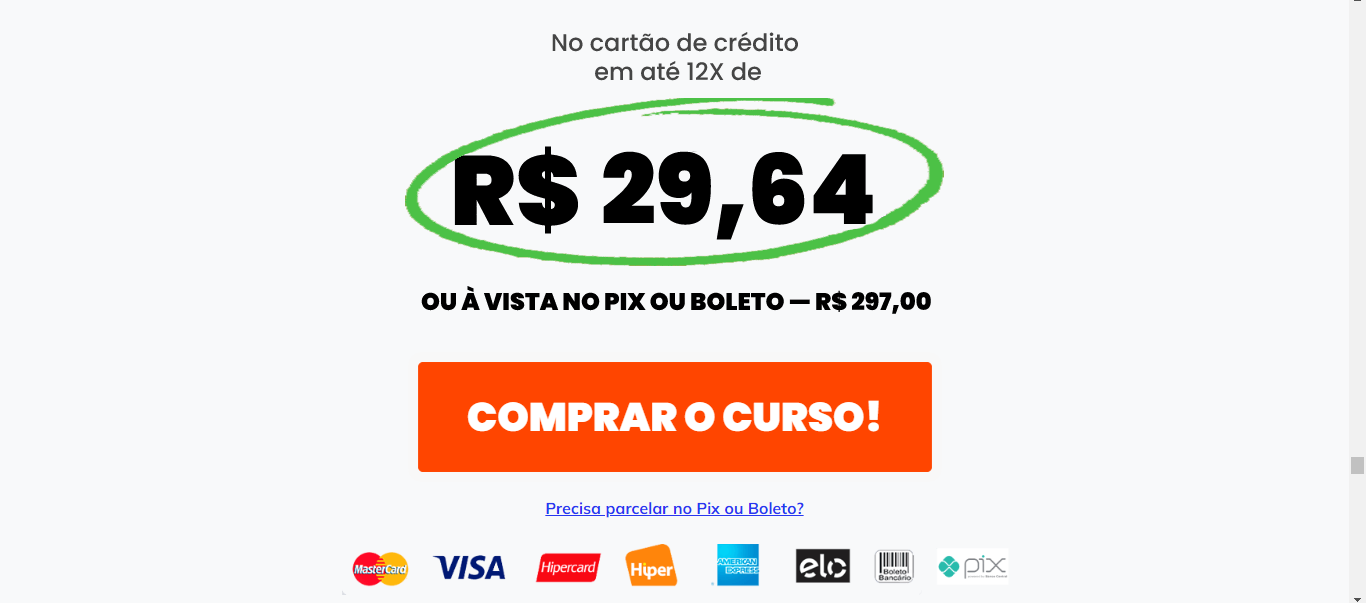 No cartão de crédito
em até 12X de
R$ 29,64
OU À VISTA NO PIX OU BOLETO — R$ 297,00
COMPRAR O CURSO!
Precisa parcelar no Pix ou Boleto?
MasterCard VISA Hipercard Hiper AMERICAN EXPRESS elo Boleto Bancário pix